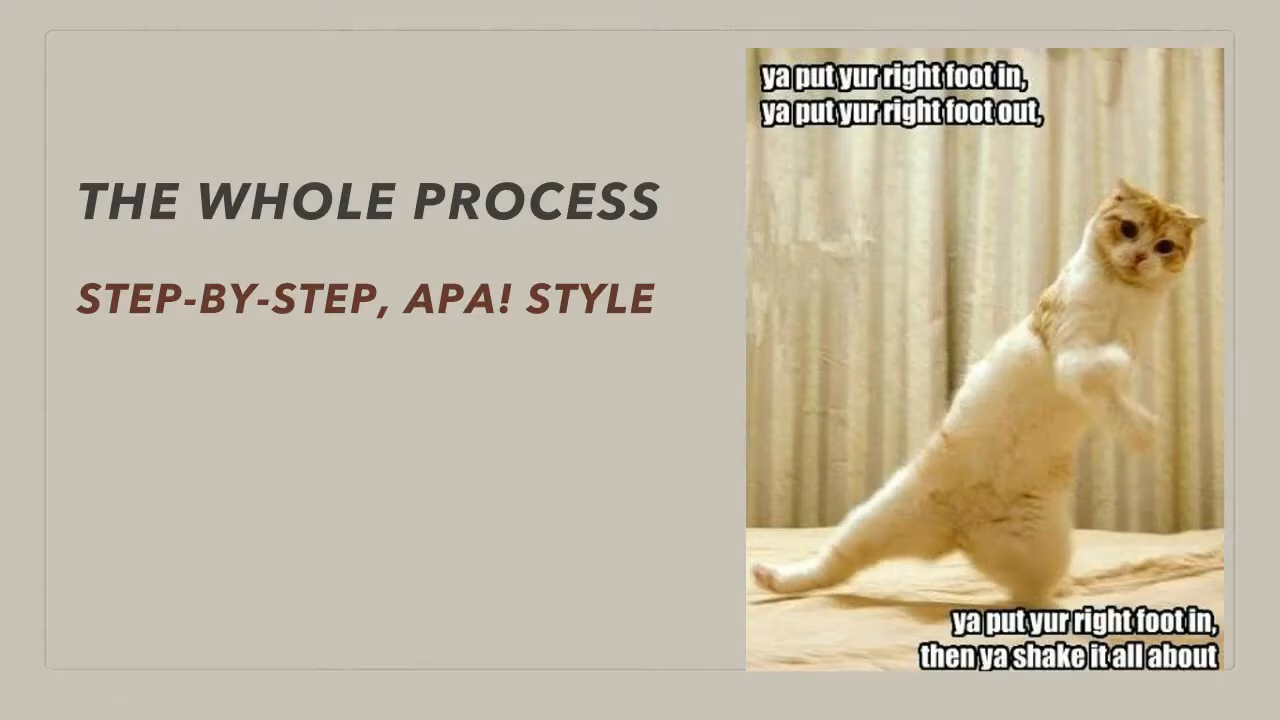 THE WHOLE PROCESS
STEP-BY-STEP, APA! STYLE
ya put yur right foot in,
ya put yur right foot out,
ya put yur right foot in,
then ya shake it all about